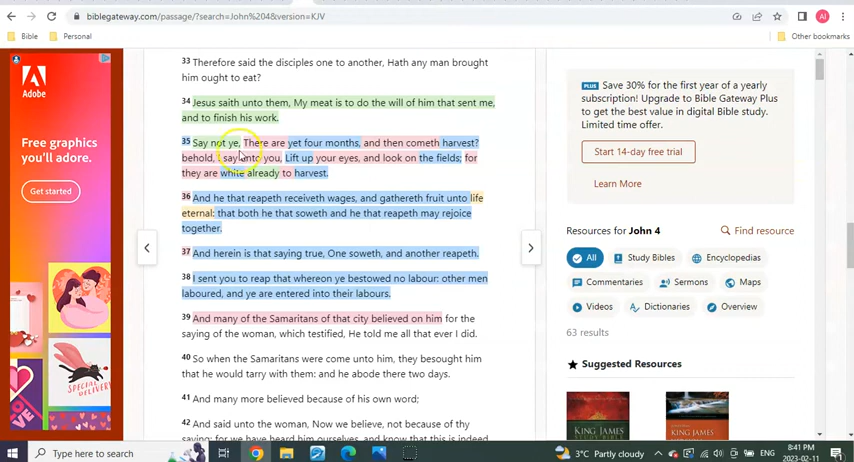 biblegateway.com/passage/?search=John%204&version=KJV
AI
Bible
Personal
Other bookmarks
33 Therefore said the disciples one to another, Hath any man brought
him ought to eat?
34 Jesus saith unto them, My meat is to do the will of him that sent me,
and to finish his work.
35 Say not ye, There are yet four months, and then cometh harvest?
behold, I say unto you, Lift up your eyes, and look on the fields; for
they are white already to harvest.
36 And he that reapeth receiveth wages, and gathereth fruit unto life
eternal: that both he that soweth and he that reapeth may rejoice
together.
37 And herein is that saying true, One soweth, and another reapeth.
38 I sent you to reap that whereon ye bestowed no labour: other men
laboured, and ye are entered into their labours.
39 And many of the Samaritans of that city believed on him for the
saying of the woman, which testified, He told me all that ever I did.
40 So when the Samaritans were come unto him, they besought him
that he would tarry with them: and he abode there two days.
41 And many more believed because of his own word;
42 And said unto the woman, Now we believe, not because of thy
saying: for we have heard him ourselves, and know that this is indeed
Adobe
Free graphics
you'll adore.
Get started
PLUS Save 30% for the first year of a yearly
subscription! Upgrade to Bible Gateway Plus
to get the best value in digital Bible study.
Limited time offer.
Start 14-day free trial
Learn More
Resources for John 4
Find resource
All
Study Bibles
Encyclopedias
Commentaries
Sermons
Maps
Videos
Dictionaries
Overview
63 results
Suggested Resources
KING JAMES
KING JAMES
Type here to search
3°C Partly cloudy
ENG
8:41 PM
2023-02-11